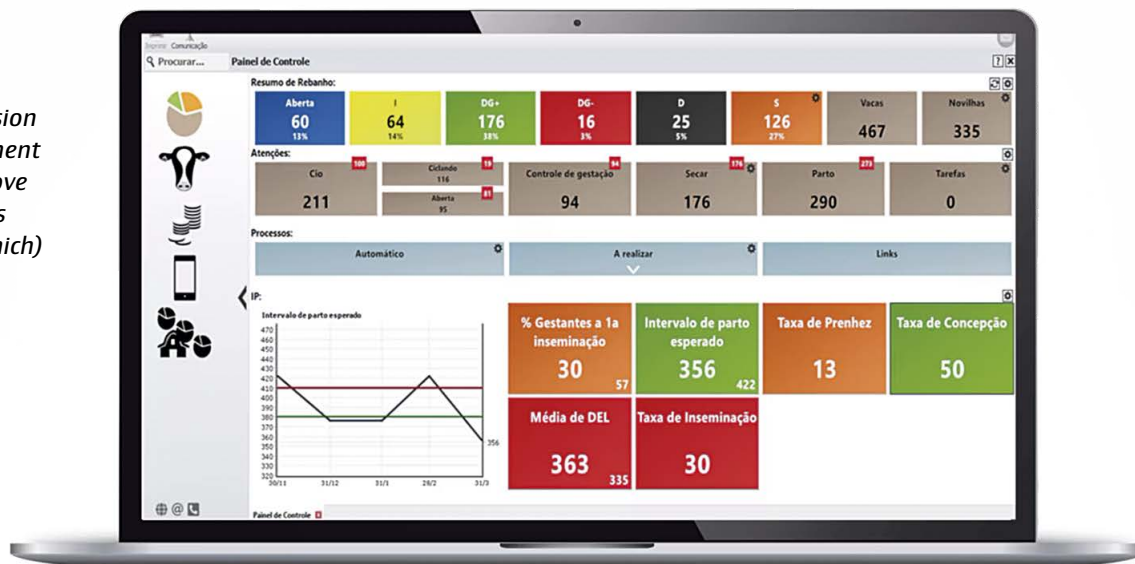 sion
ment
ove
s
nich)
Imprimir Comunicação
Procurar...
Painel de Controle
? X
Resumo de Rebanho:
Aberta
60
13%
I
64
14%
DG+
176
38%
DG-
16
3%
D
25
5%
S
126
27%
Vacas
467
Novilhas
335
Atenções:
Cio
100
211
Ciclando
19
116
Aberta
81
95
Controle de gestação
94
94
Secar
176
176
Parto
273
290
Tarefas
0
Processos:
Automático
A realizar
Links
IP:
Intervalo de parto esperado
470
460
450
440
430
420
410
400
390
380
370
360
350
340
330
320
356
30/11 31/12 31/1 28/2 31/3
% Gestantes a 1a
inseminação
30
57
Intervalo de parto
esperado
356
422
Taxa de Prenhez
13
Taxa de Concepção
50
Média de DEL
363
335
Taxa de Inseminação
30
@
Painel de Controle X